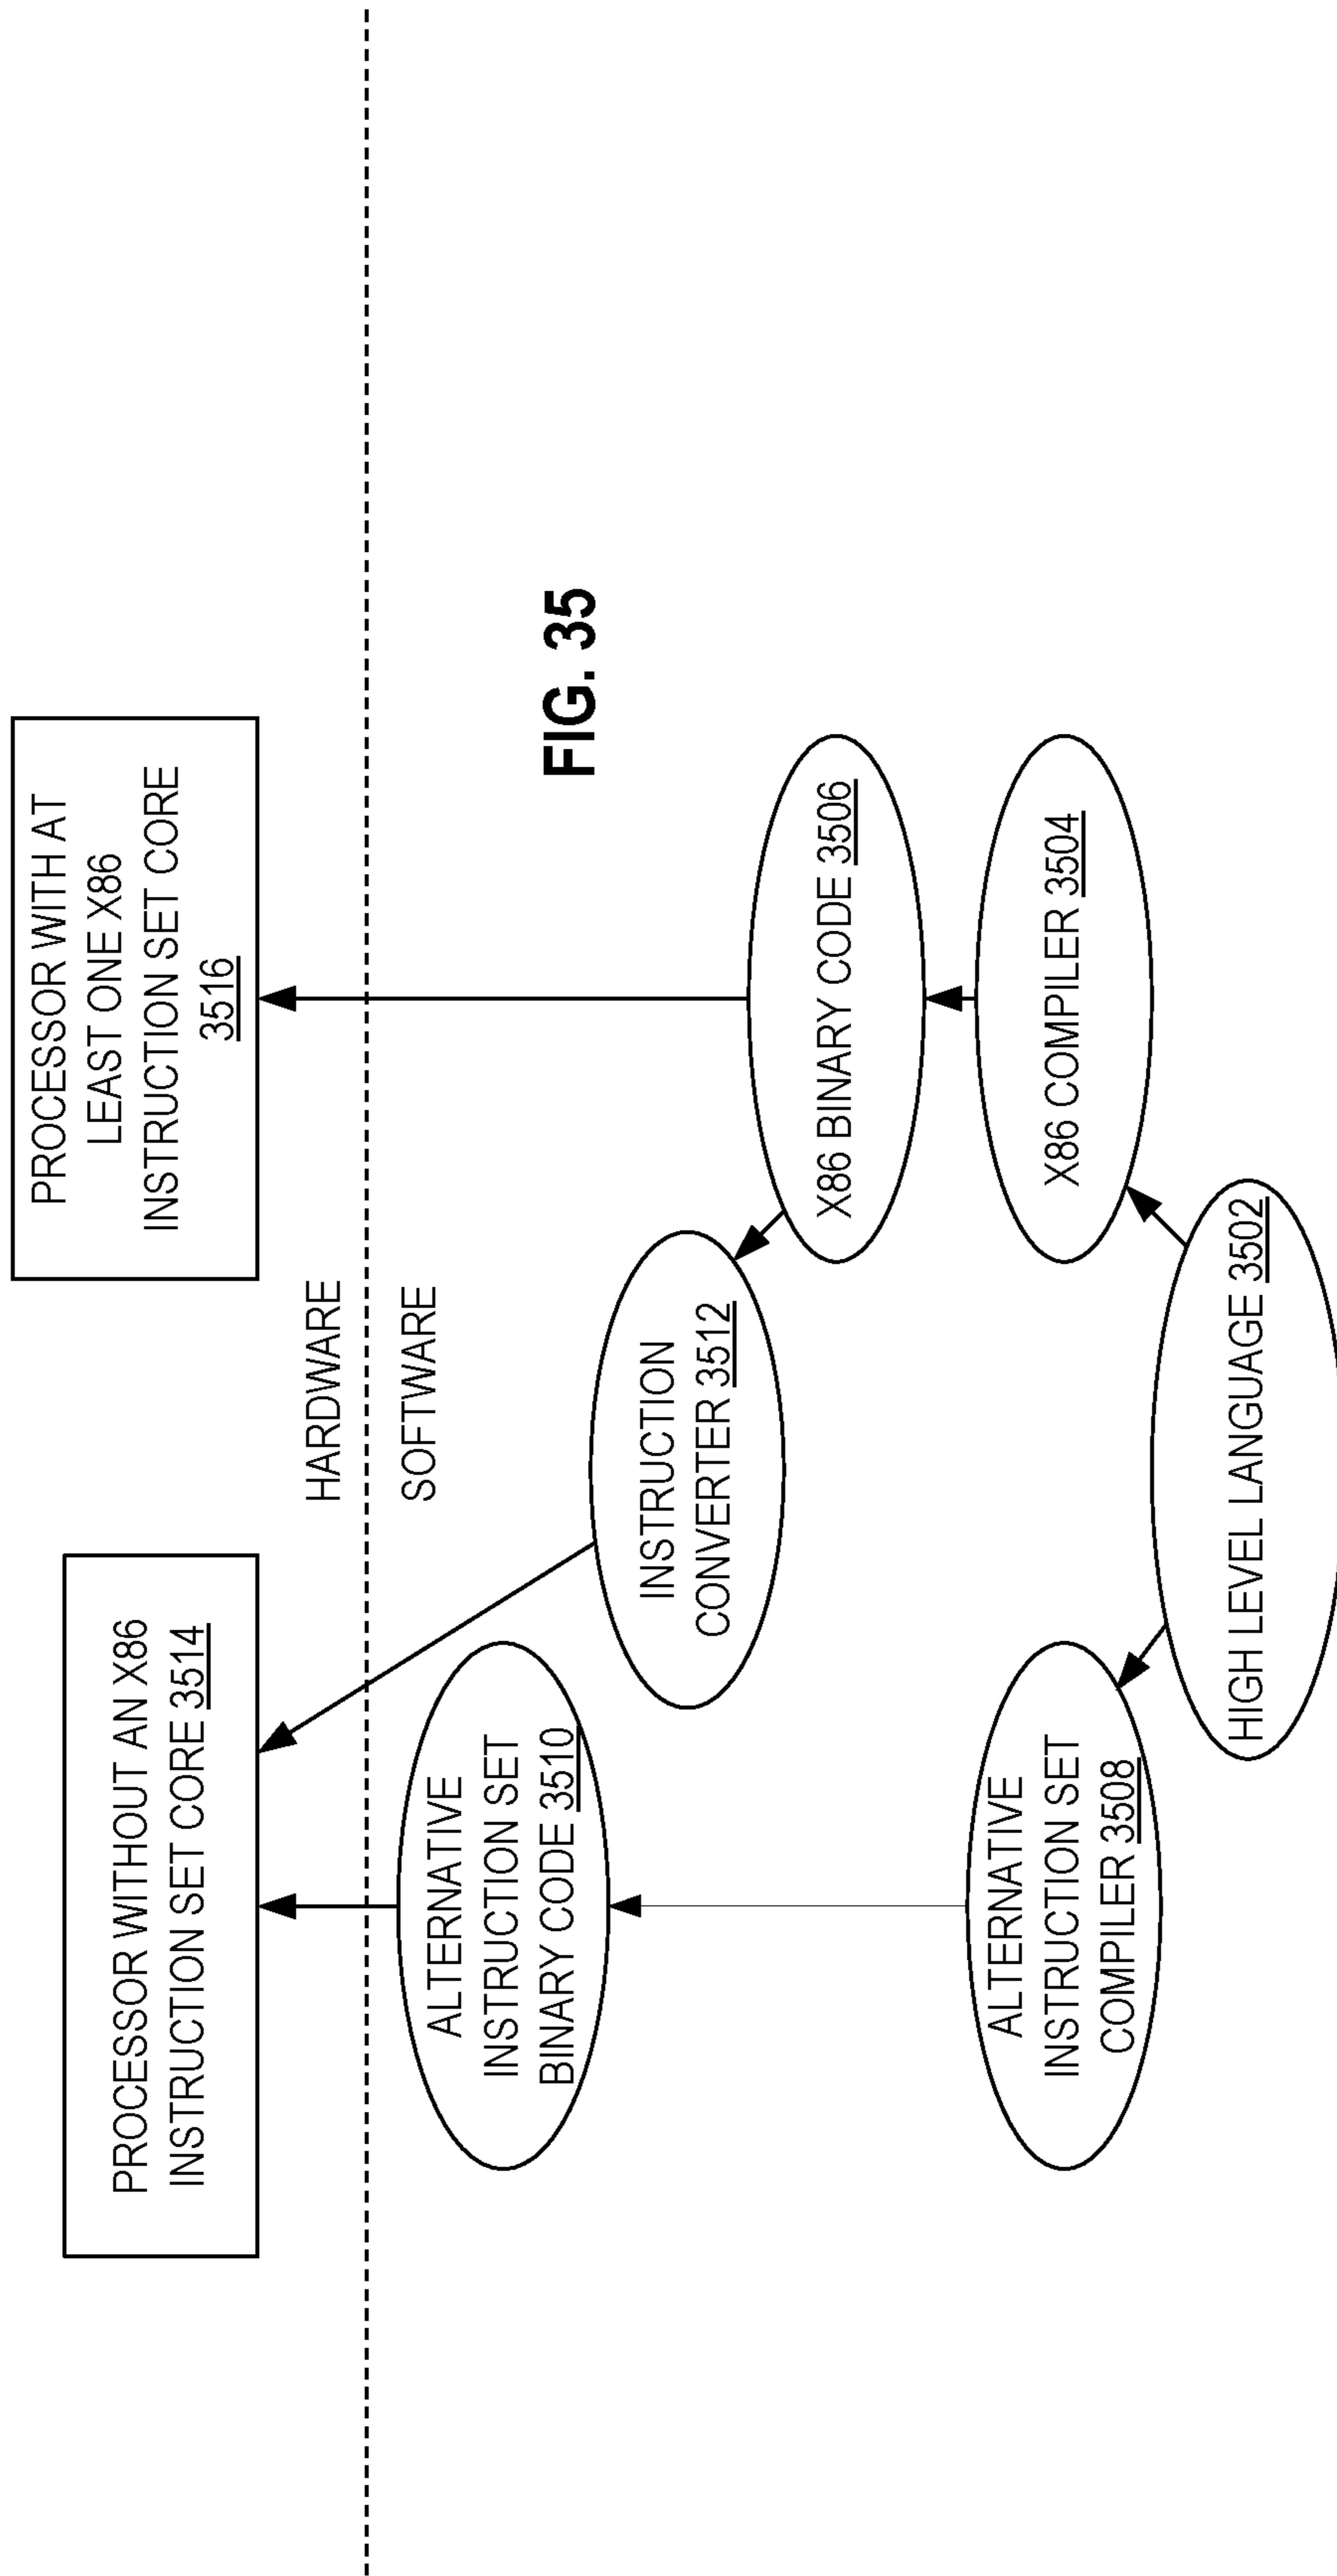 PROCESSOR WITHOUT AN X86
INSTRUCTION SET CORE 3514
PROCESSOR WITH AT
LEAST ONE X86
INSTRUCTION SET CORE
3516
HARDWARE
SOFTWARE
ALTERNATIVE
INSTRUCTION SET
BINARY CODE 3510
INSTRUCTION
CONVERTER 3512
FIG. 35
X86 BINARY CODE 3506
ALTERNATIVE
INSTRUCTION SET
COMPILER 3508
X86 COMPILER 3504
HIGH LEVEL LANGUAGE 3502